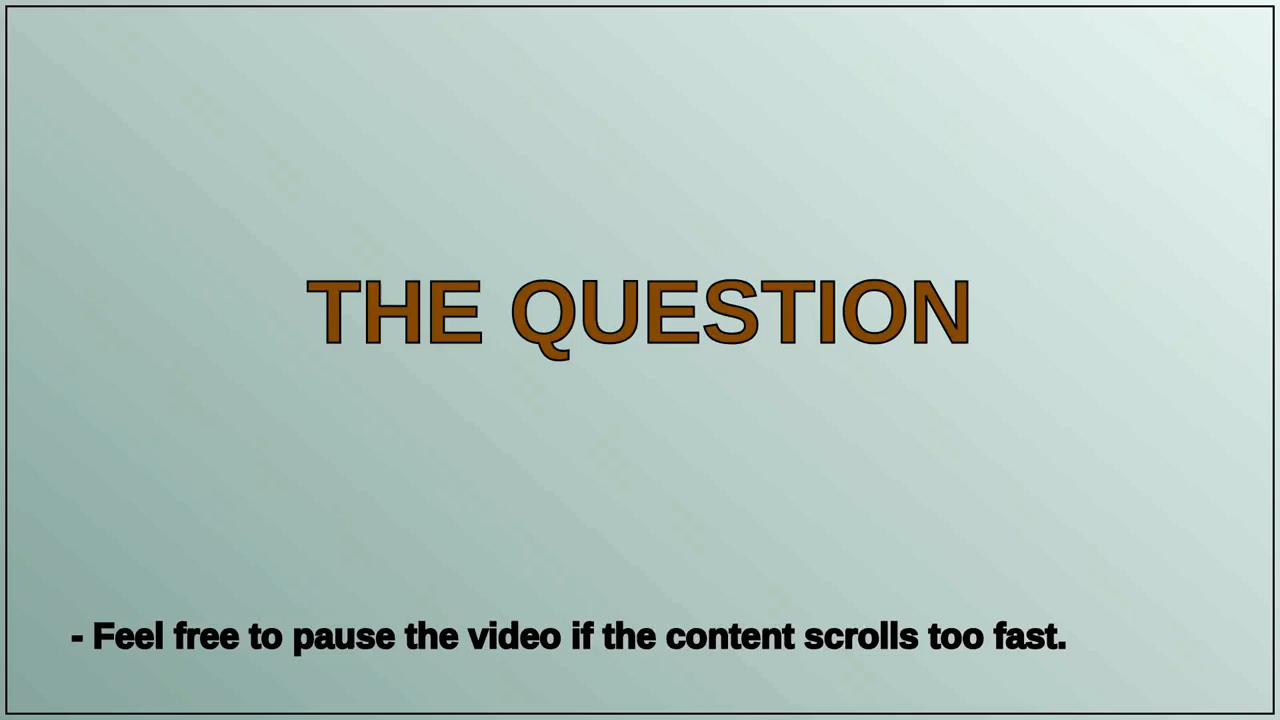 THE QUESTION
- Feel free to pause the video if the content scrolls too fast.